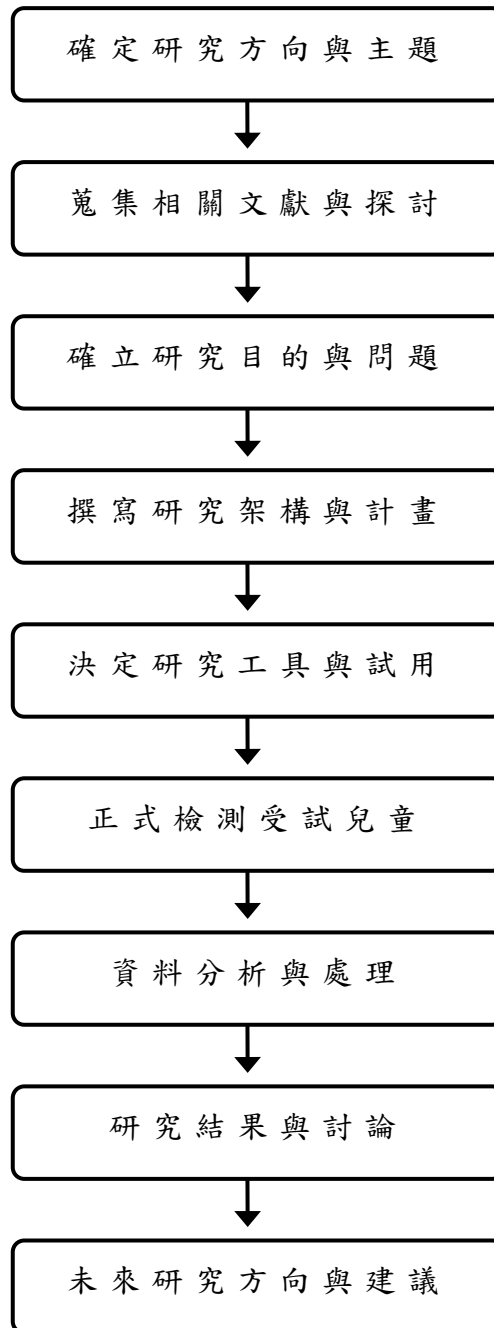 確定研究方向與主題
蒐集相關文獻與探討
確立研究目的與問題
撰寫研究架構與計畫
決定研究工具與試用
正式檢測受試兒童
資料分析與處理
研究結果與討論
未來研究方向與建議